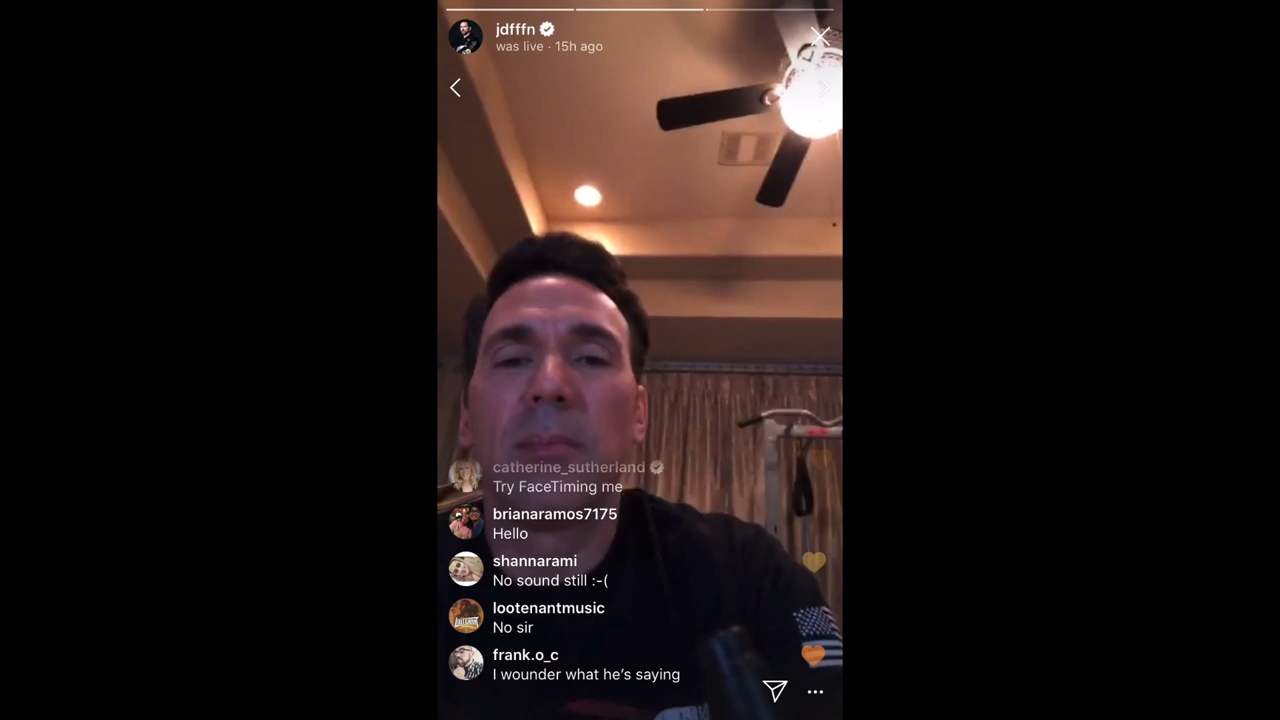 jdfffn
was live · 15h ago
catherine_sutherland
Try FaceTiming me
brianaramos7175
Hello
shannarami
No sound still :-(
lootenantmusic
No sir
frank.o_c
I wounder what he's saying